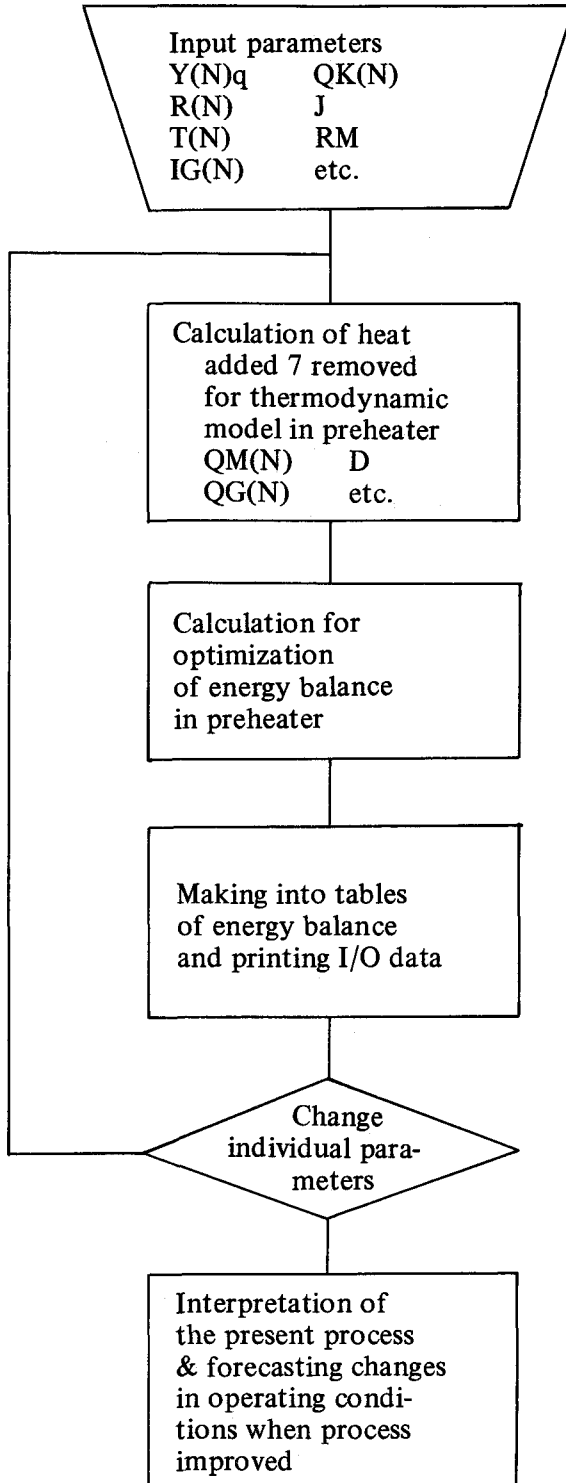 Input parameters
Y(N)q QK(N)
R(N) J
T(N) RM
IG(N) etc.
Calculation of heat
added 7 removed
for thermodynamic
model in preheater
QM(N) D
QG(N) etc.
Calculation for
optimization
of energy balance
in preheater
Making into tables
of energy balance
and printing I/O data
Change
individual para-
meters
Interpretation of
the present process
& forecasting changes
in operating condi-
tions when process
improved